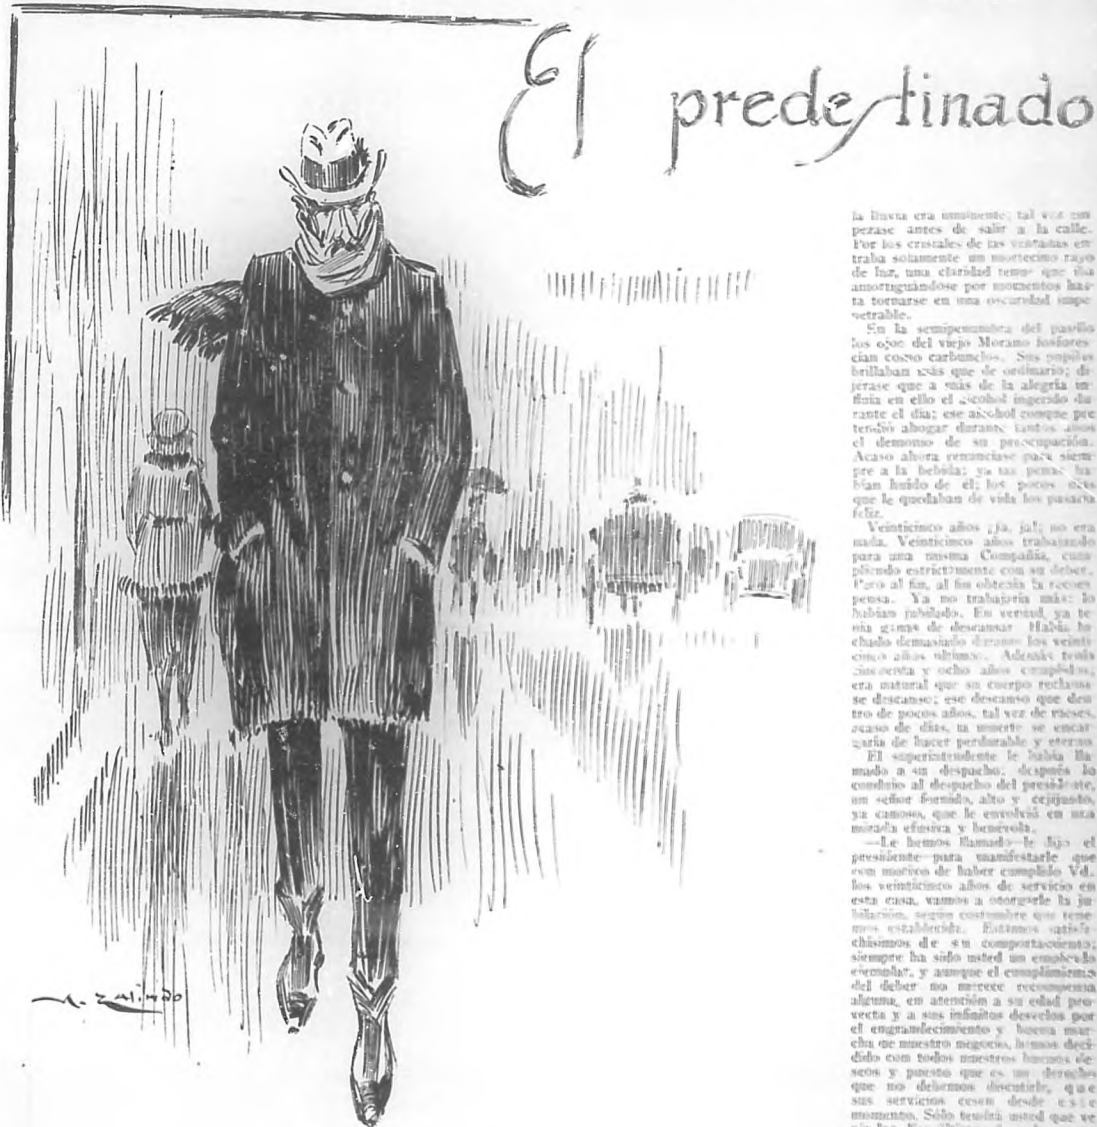 El predestinado
la lluvia era inminente; tal vez em
pezase antes de salir a la calle.
Por los cristales de las ventanas en
traba solamente un mortecino rayo
de luz, una claridad tenue que iba
amortiguándose por momentos has-
ta tornarse en una oscuridad impe
netrable.
En la semipenumbra del pasillo
los ojos del viejo Morano fosfores
cían como carbunclos. Sus pupilas
brillaban más que de ordinario; di
jérase que a más de la alegría in
fluía en ello el alcohol ingerido du
rante el día; ese alcohol conque pre
tendió ahogar durante tantos años
el demonio de su preocupación.
Acaso ahora renunciase para siem
pre a la bebida; ya las penas ha
bían huido de él; los pocos días
que le quedaban de vida los pasaría
feliz.
Veinticinco años ¡ja, ja!; no era
nada. Veinticinco años trabajando
para una misma Compañía, cum
pliendo estrictamente con su deber.
Pero al fin, al fin obtenía la recom
pensa. Ya no trabajaría más: lo
habían jubilado. En verdad, ya te
nía ganas de descansar. Había lu
chado demasiado durante los veinti
cinco años últimos. Además tenía
cincuenta y ocho años cumplidos;
era natural que su cuerpo reclama
se descanso; ese descanso que den
tro de pocos años, tal vez de meses,
acaso de días, la muerte se encar
garía de hacer perdurable y eterno
El superintendente le había lla
mado a su despacho; después lo
condujo al despacho del presidente,
un señor fornido, alto y cejijunto,
ya canoso, que le envolvió en una
mirada efusiva y benévola.
—Le hemos llamado—le dijo el
presidente—para manifestarle que
con motivo de haber cumplido Vd.
los veinticinco años de servicio en
esta casa, vamos a otorgarle la ju
bilación, según costumbre que tene
mos establecida. Estamos satisfe
chísimos de su comportamiento;
siempre ha sido usted un empleado
ejemplar, y aunque el cumplimiento
del deber no merece recompensa
alguna, en atención a su edad pro
vecta y a sus infinitos desvelos por
el engrandecimiento y buena mar
cha de nuestro negocio, hemos deci
dido con todos nuestros buenos de
seos y puesto que es un derecho
que no debemos discutirle, que
sus servicios cesen desde este
momento. Sólo tendrá usted que ve